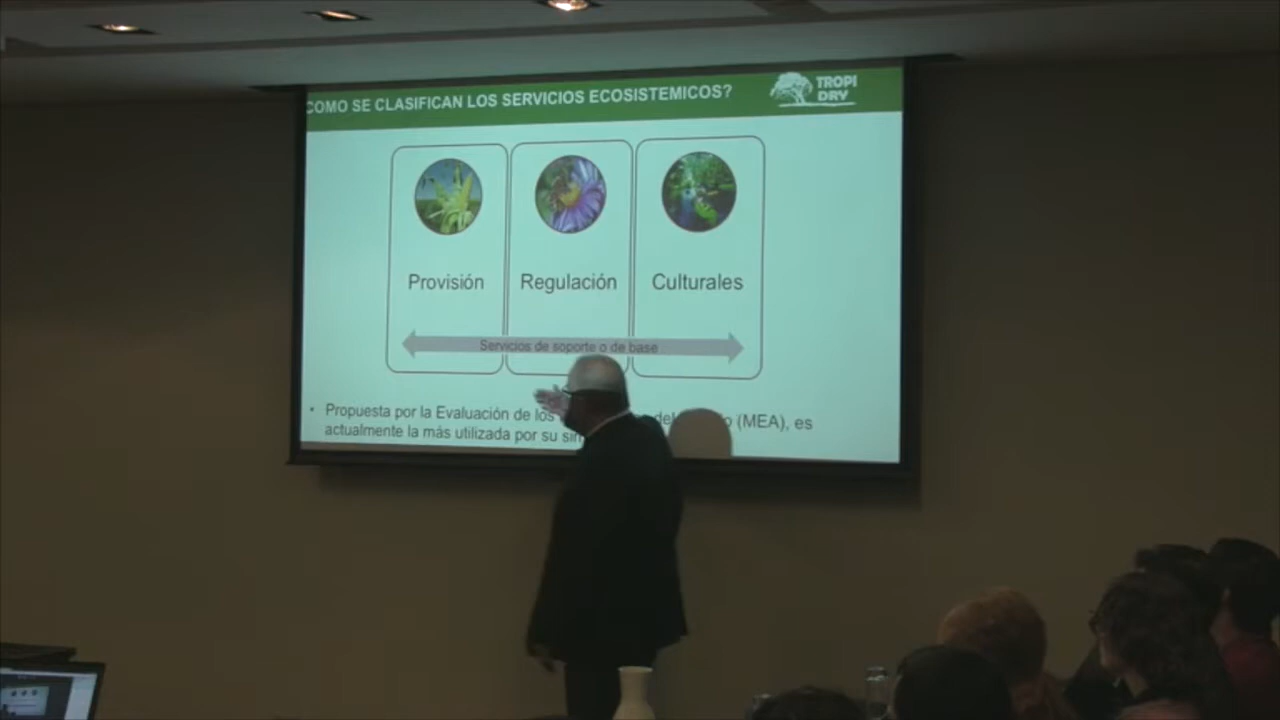 COMO SE CLASIFICAN LOS SERVICIOS ECOSISTEMICOS?
TROPI
DRY
Provisión Regulación Culturales
Servicios de soporte o de base
• Propuesta por la Evaluación de los (MEA), es
actualmente la más utilizada por su